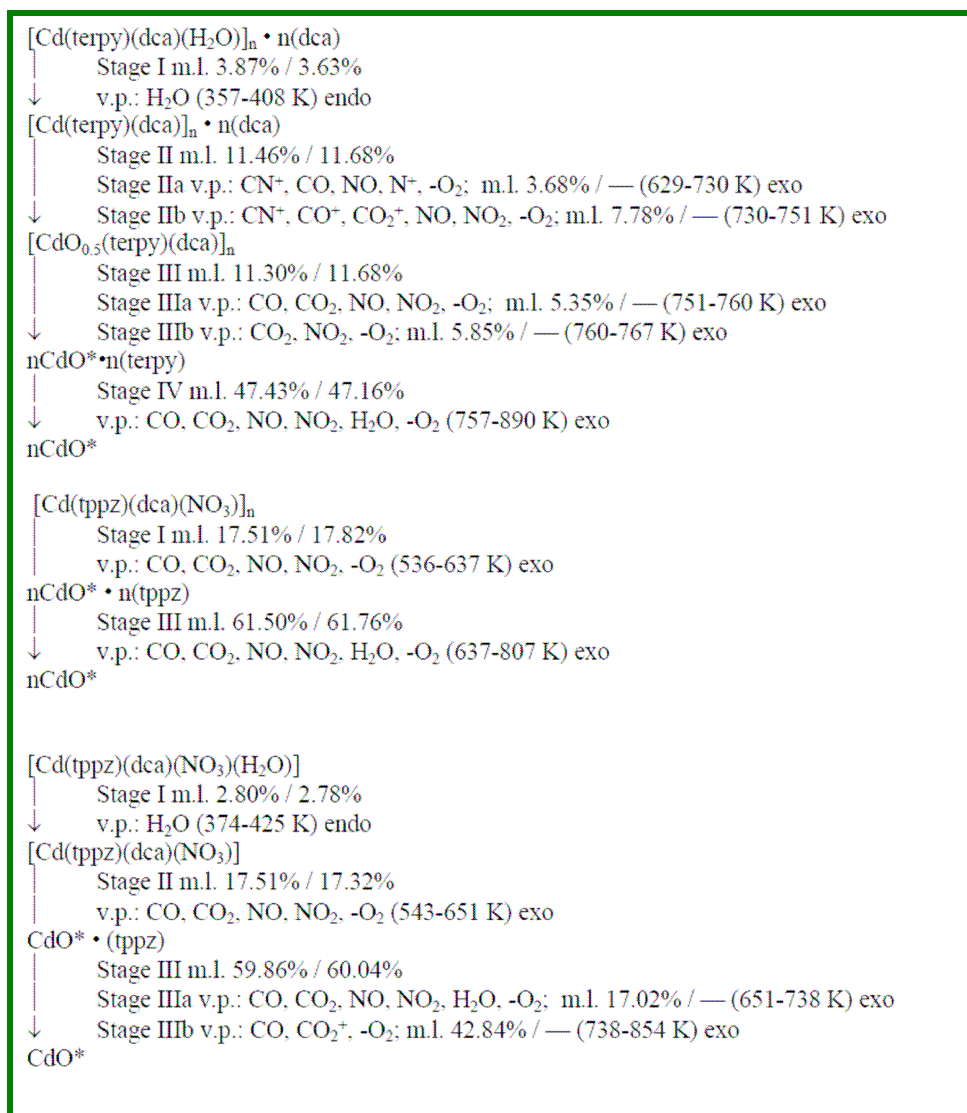 [Cd(terpy)(dca)(H₂O)]ₙ • n(dca)
Stage I m.l. 3.87% / 3.63%
v.p.: H₂O (357-408 K) endo
[Cd(terpy)(dca)]ₙ • n(dca)
Stage II m.l. 11.46% / 11.68%
Stage IIa v.p.: CN⁺, CO, NO, N⁺, -O₂; m.l. 3.68% / — (629-730 K) exo
Stage IIb v.p.: CN⁺, CO⁺, CO₂⁺, NO, NO₂, -O₂; m.l. 7.78% / — (730-751 K) exo
[CdO₀.₅(terpy)(dca)]ₙ
Stage III m.l. 11.30% / 11.68%
Stage IIIa v.p.: CO, CO₂, NO, NO₂, -O₂; m.l. 5.35% / — (751-760 K) exo
Stage IIIb v.p.: CO₂, NO₂, -O₂; m.l. 5.85% / — (760-767 K) exo
nCdO*•n(terpy)
Stage IV m.l. 47.43% / 47.16%
v.p.: CO, CO₂, NO, NO₂, H₂O, -O₂ (757-890 K) exo
nCdO*
[Cd(tppz)(dca)(NO₃)]ₙ
Stage I m.l. 17.51% / 17.82%
v.p.: CO, CO₂, NO, NO₂, -O₂ (536-637 K) exo
nCdO* • n(tppz)
Stage III m.l. 61.50% / 61.76%
v.p.: CO, CO₂, NO, NO₂, H₂O, -O₂ (637-807 K) exo
nCdO*
[Cd(tppz)(dca)(NO₃)(H₂O)]
Stage I m.l. 2.80% / 2.78%
v.p.: H₂O (374-425 K) endo
[Cd(tppz)(dca)(NO₃)]
Stage II m.l. 17.51% / 17.32%
v.p.: CO, CO₂, NO, NO₂, -O₂ (543-651 K) exo
CdO* • (tppz)
Stage III m.l. 59.86% / 60.04%
Stage IIIa v.p.: CO, CO₂, NO, NO₂, H₂O, -O₂; m.l. 17.02% / — (651-738 K) exo
Stage IIIb v.p.: CO, CO₂⁺, -O₂; m.l. 42.84% / — (738-854 K) exo
CdO*